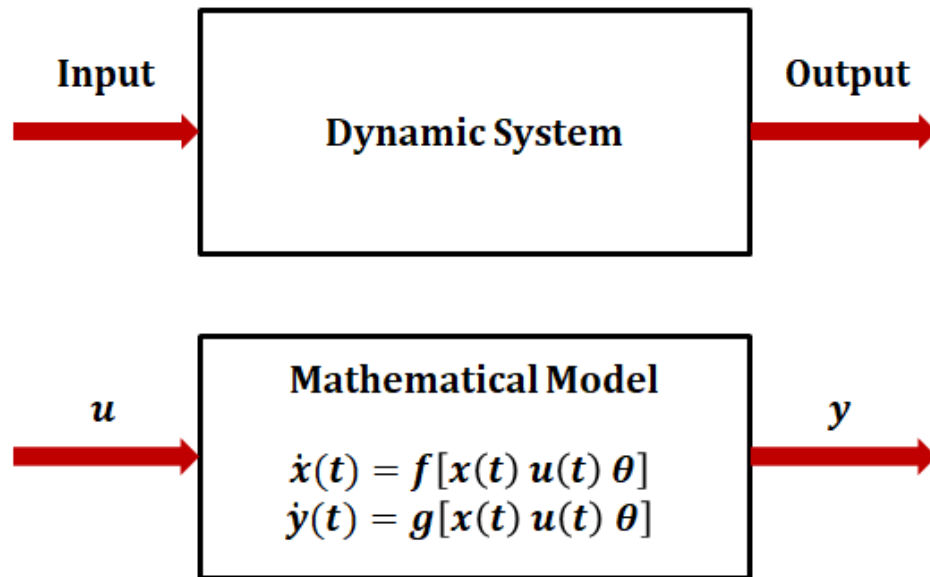 Input
Dynamic System
Output
Mathematical Model
u
y
ẋ(t) = f[x(t) u(t) θ]
ẏ(t) = g[x(t) u(t) θ]